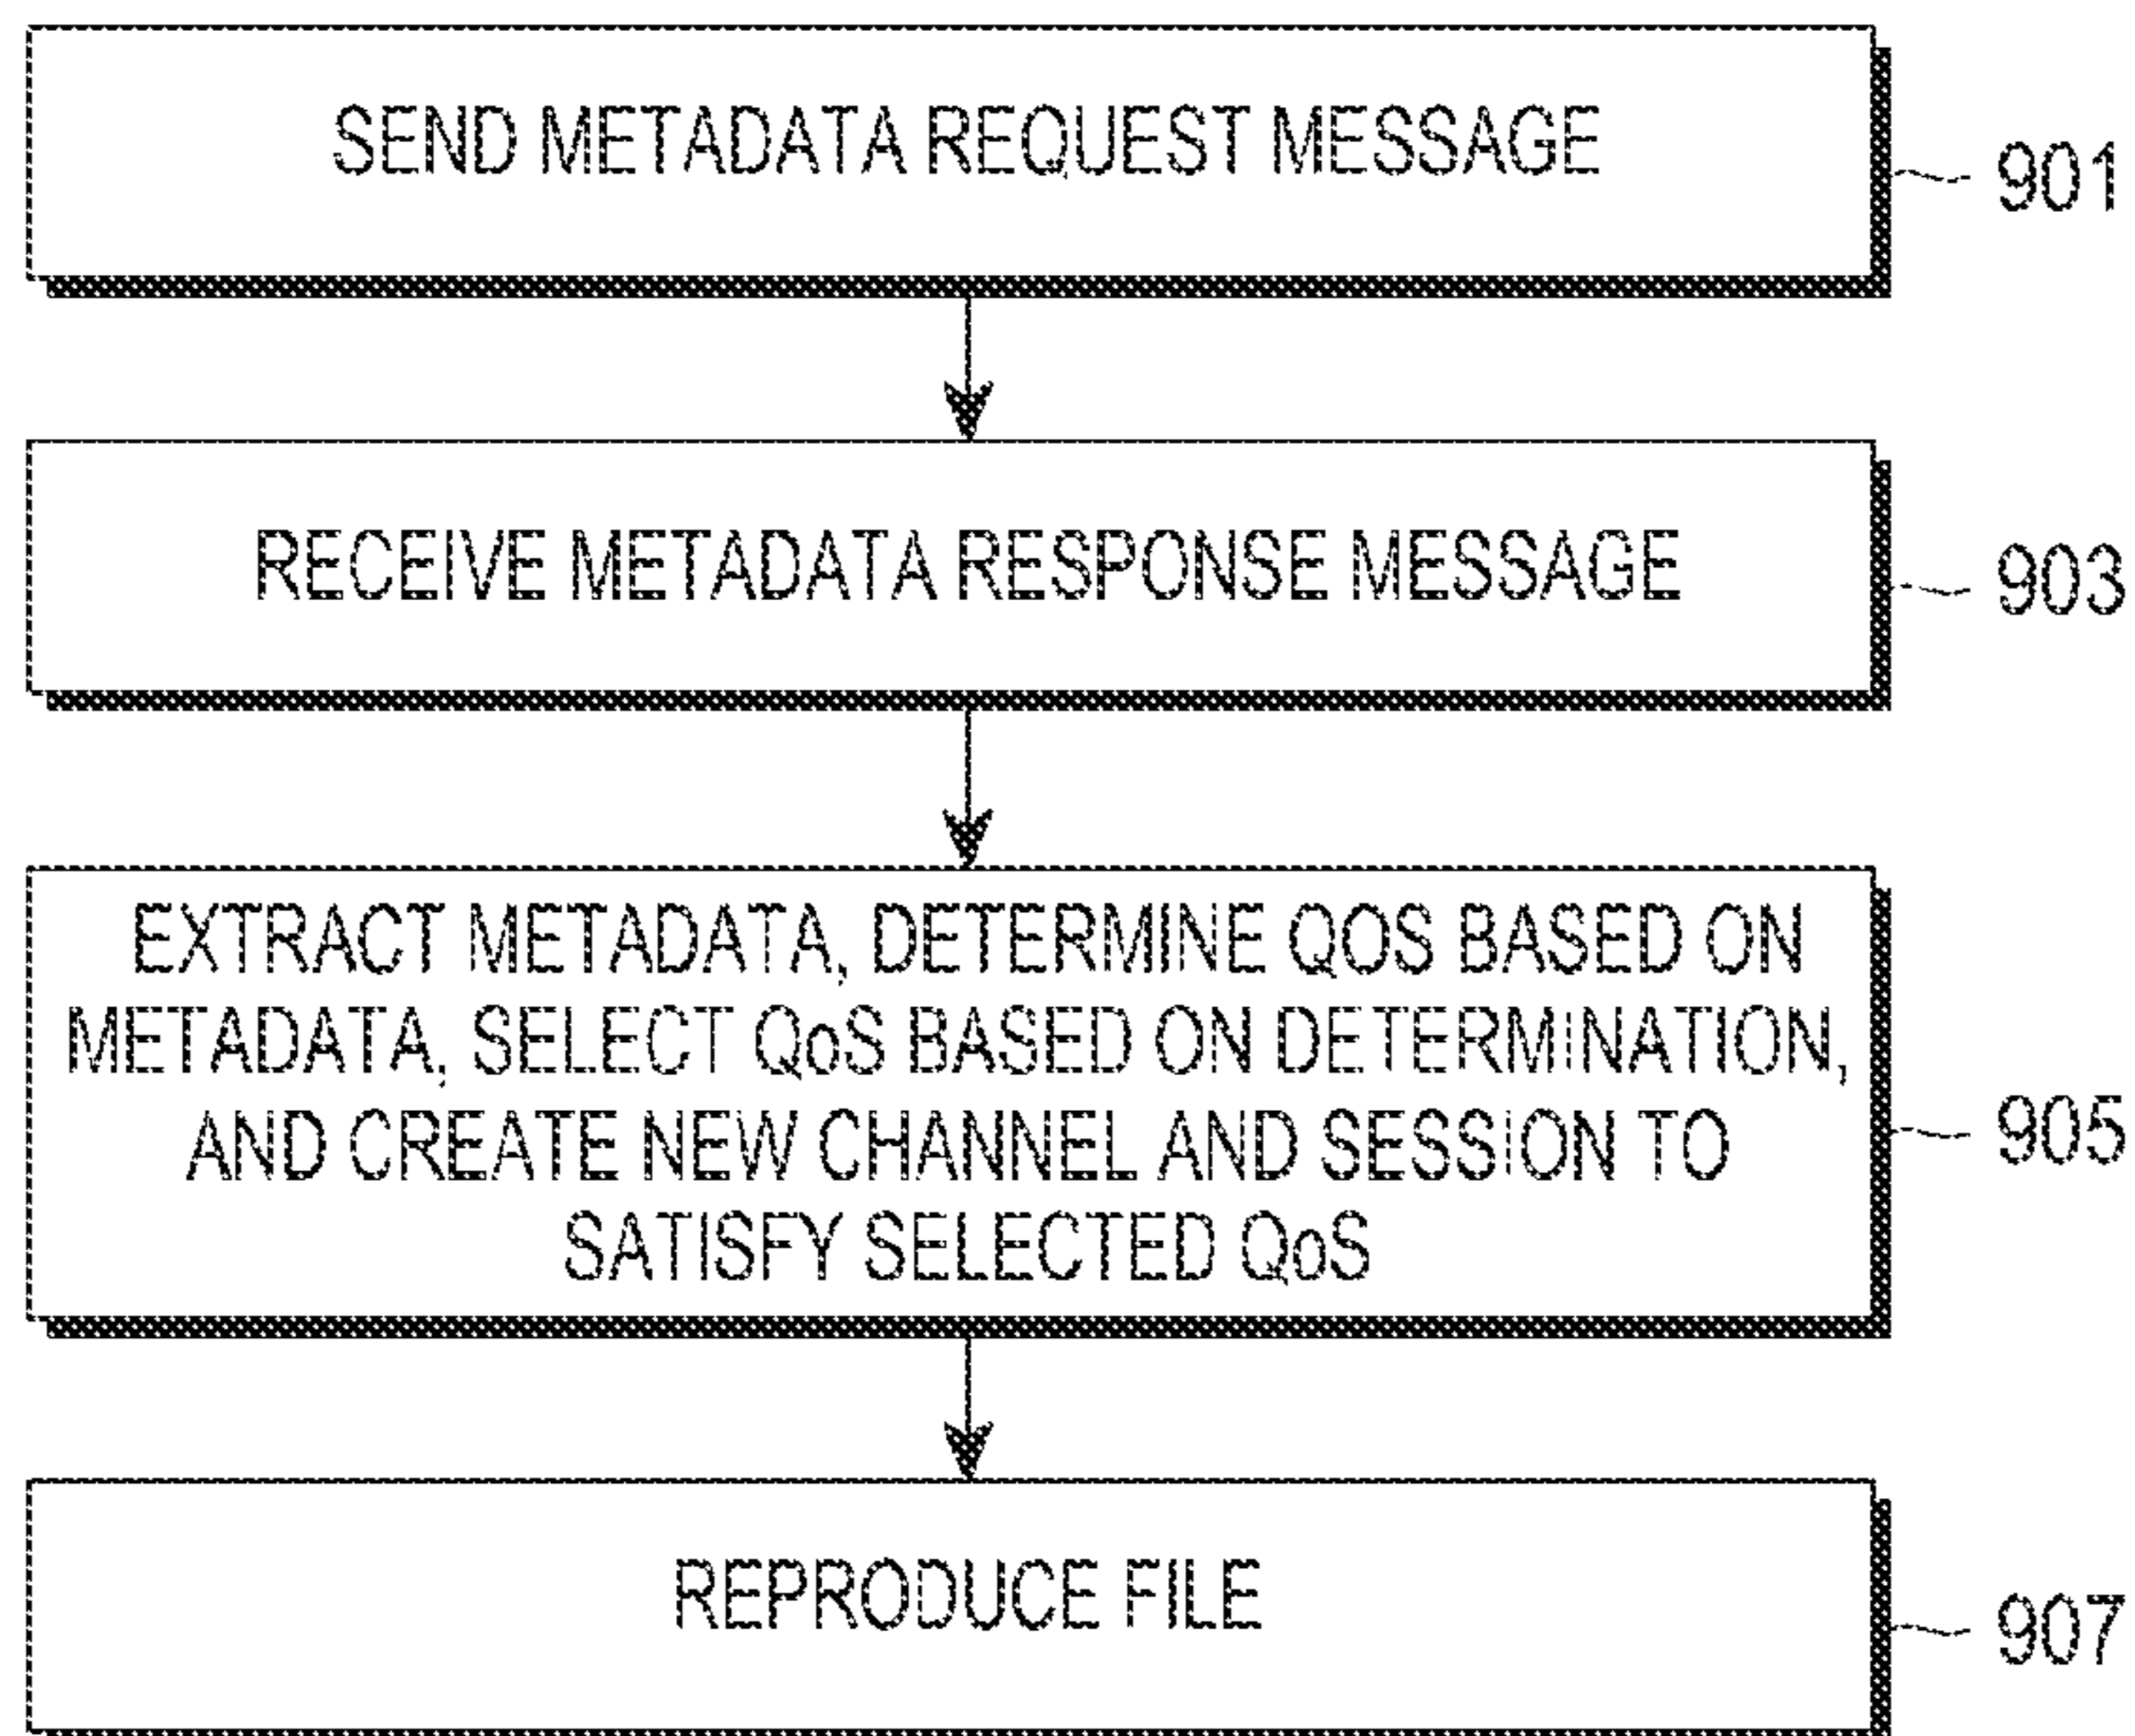 SEND METADATA REQUEST MESSAGE
901
RECEIVE METADATA RESPONSE MESSAGE
903
EXTRACT METADATA, DETERMINE QOS BASED ON
METADATA, SELECT QoS BASED ON DETERMINATION,
AND CREATE NEW CHANNEL AND SESSION TO
SATISFY SELECTED QoS
905
REPRODUCE FILE
907